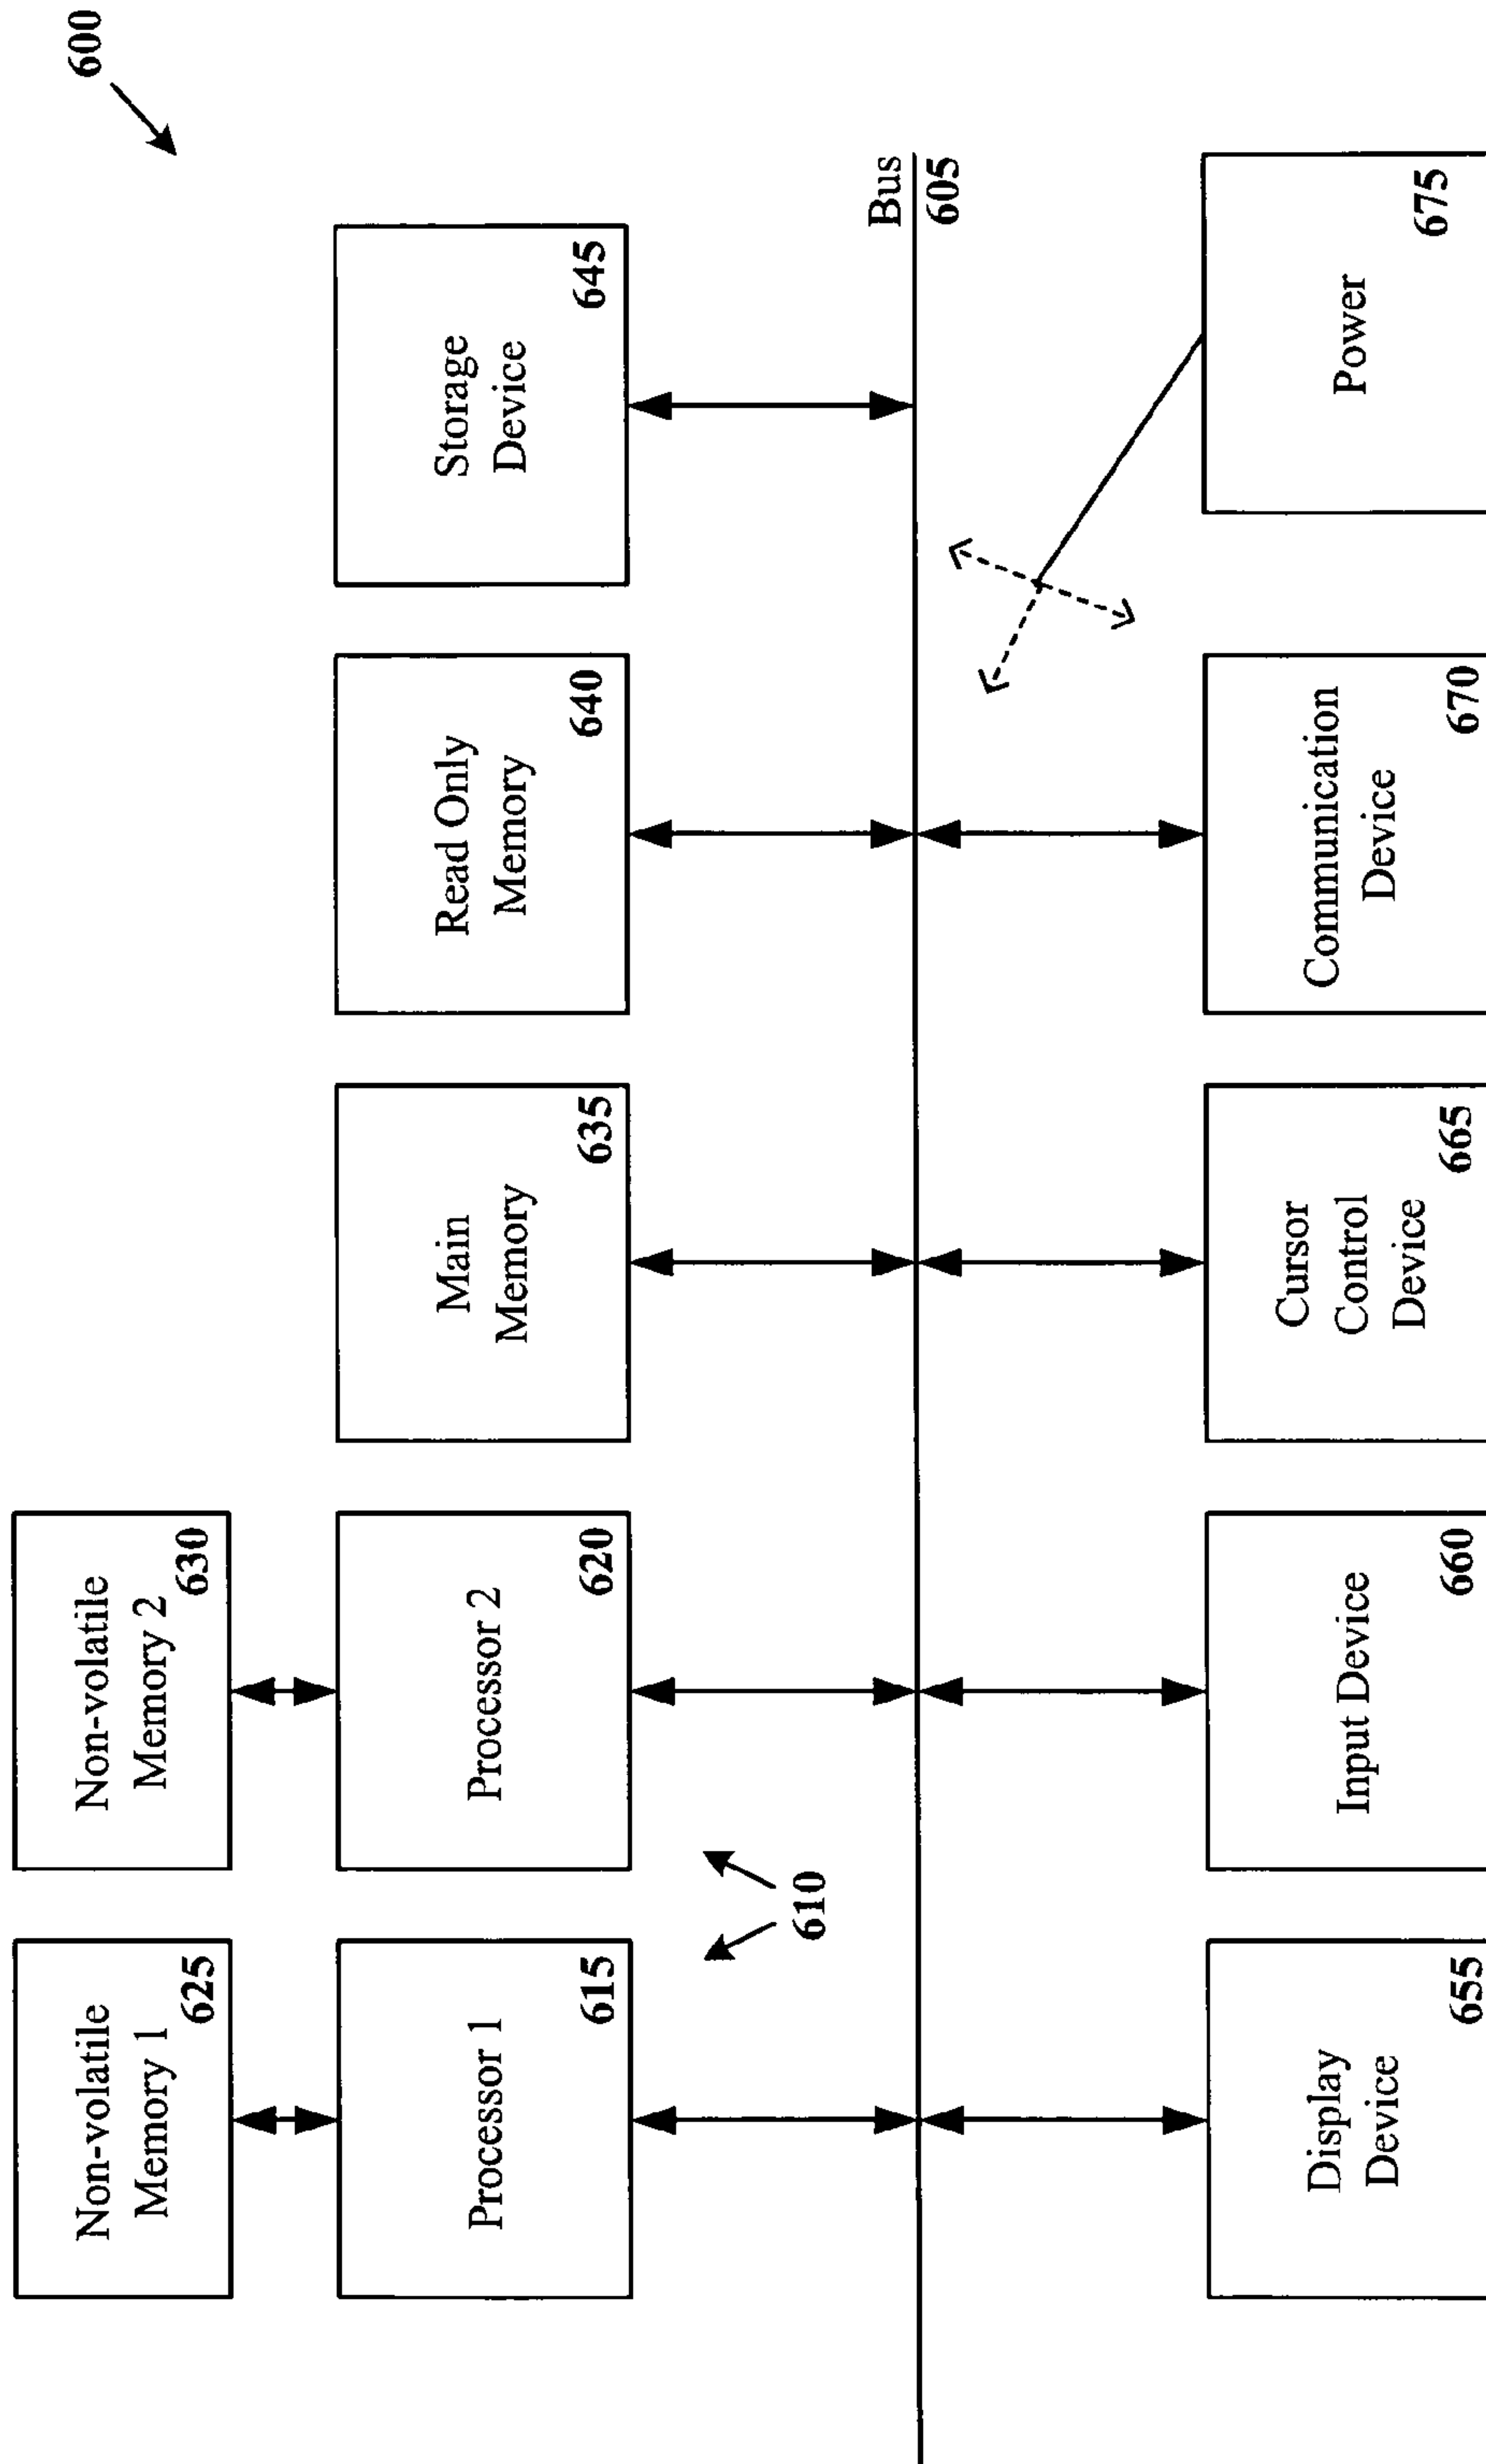 600
Non-volatile
Memory 1
625
Non-volatile
Memory 2
630
Processor 1
615
Processor 2
620
Main
Memory
635
Read Only
Memory
640
Storage
Device
645
610
Bus
605
Display
Device
655
Input Device
660
Cursor
Control
Device
665
Communication
Device
670
Power
675